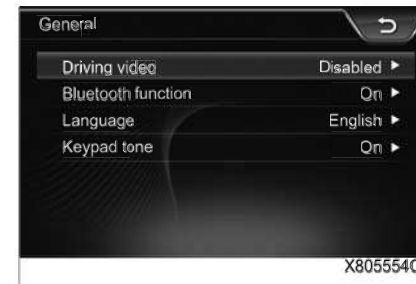 General
Driving video Disabled
Bluetooth function On
Language English
Keypad tone On
X8055540